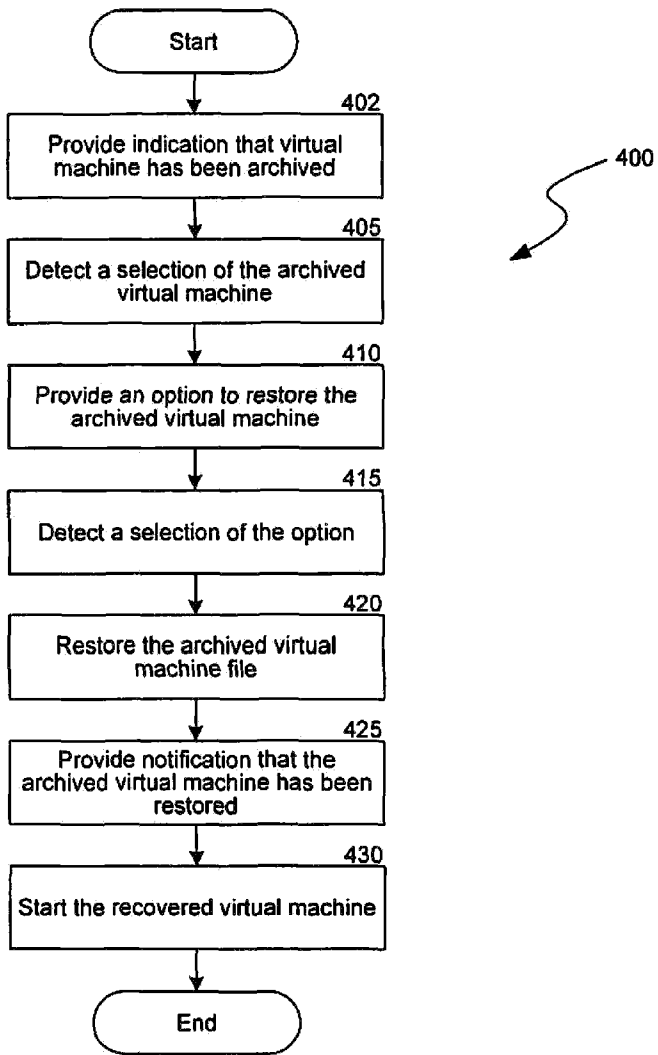 Start
402
Provide indication that virtual
machine has been archived
400
405
Detect a selection of the archived
virtual machine
410
Provide an option to restore the
archived virtual machine
415
Detect a selection of the option
420
Restore the archived virtual
machine file
425
Provide notification that the
archived virtual machine has been
restored
430
Start the recovered virtual machine
End